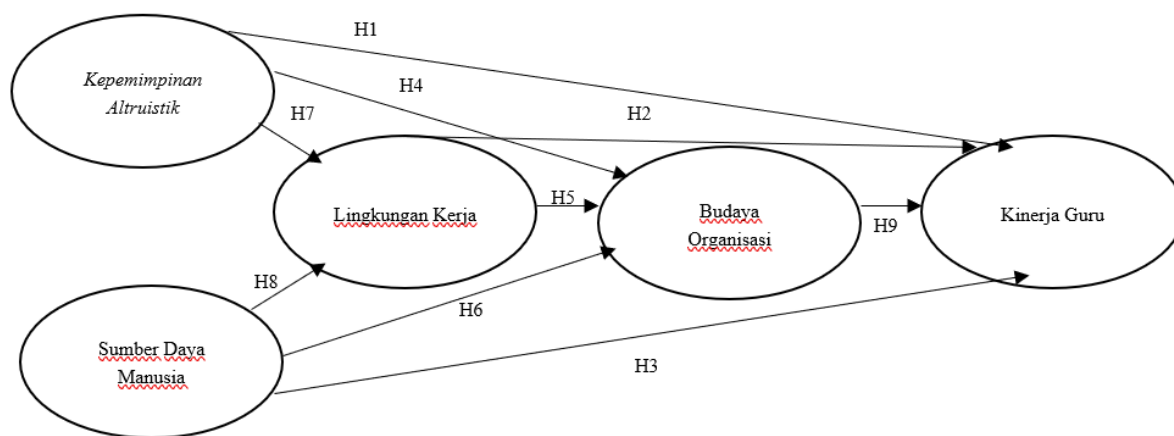 H1
Kepemimpinan
Altruistik
H4
H2
H7
Lingkungan Kerja
H5
Budaya
Organisasi
H9
Kinerja Guru
H8
H6
Sumber Daya
Manusia
H3